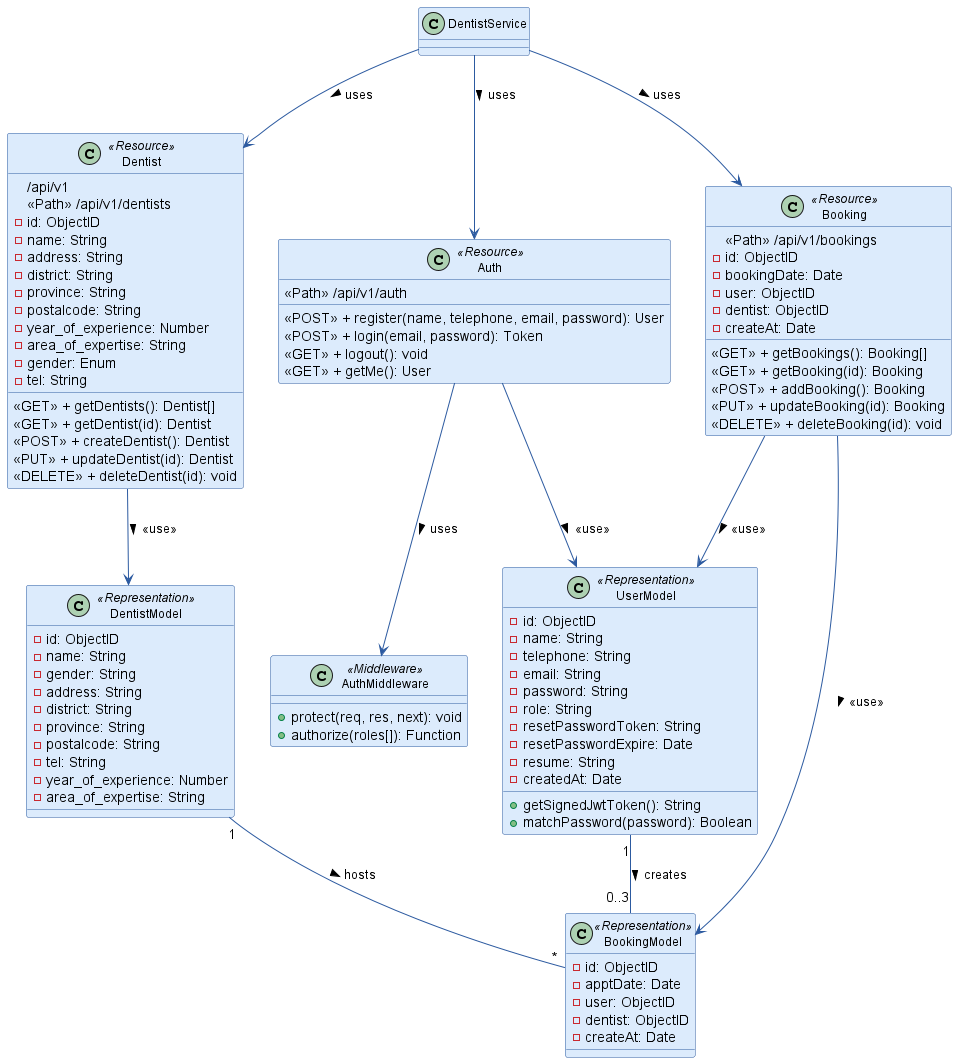 C DentistService
uses
uses
uses
C «Resource»
Dentist
/api/v1
«Path» /api/v1/dentists
id: ObjectID
name: String
address: String
district: String
province: String
postalcode: String
year_of_experience: Number
area_of_expertise: String
gender: Enum
tel: String
«GET» + getDentists(): Dentist[]
«GET» + getDentist(id): Dentist
«POST» + createDentist(): Dentist
«PUT» + updateDentist(id): Dentist
«DELETE» + deleteDentist(id): void
C «Resource»
Auth
«Path» /api/v1/auth
«POST» + register(name, telephone, email, password): User
«POST» + login(email, password): Token
«GET» + logout(): void
«GET» + getMe(): User
C «Resource»
Booking
«Path» /api/v1/bookings
id: ObjectID
bookingDate: Date
user: ObjectID
dentist: ObjectID
createAt: Date
«GET» + getBookings(): Booking[]
«GET» + getBooking(id): Booking
«POST» + addBooking(): Booking
«PUT» + updateBooking(id): Booking
«DELETE» + deleteBooking(id): void
«use»
uses
«use»
«use»
«use»
C «Representation»
DentistModel
id: ObjectID
name: String
gender: String
address: String
district: String
province: String
postalcode: String
tel: String
year_of_experience: Number
area_of_expertise: String
C «Middleware»
AuthMiddleware
protect(req, res, next): void
authorize(roles[]): Function
C «Representation»
UserModel
id: ObjectID
name: String
telephone: String
email: String
password: String
role: String
resetPasswordToken: String
resetPasswordExpire: Date
resume: String
createdAt: Date
getSignedJwtToken(): String
matchPassword(password): Boolean
1
hosts
*
1
creates
0..3
C «Representation»
BookingModel
id: ObjectID
apptDate: Date
user: ObjectID
dentist: ObjectID
createAt: Date